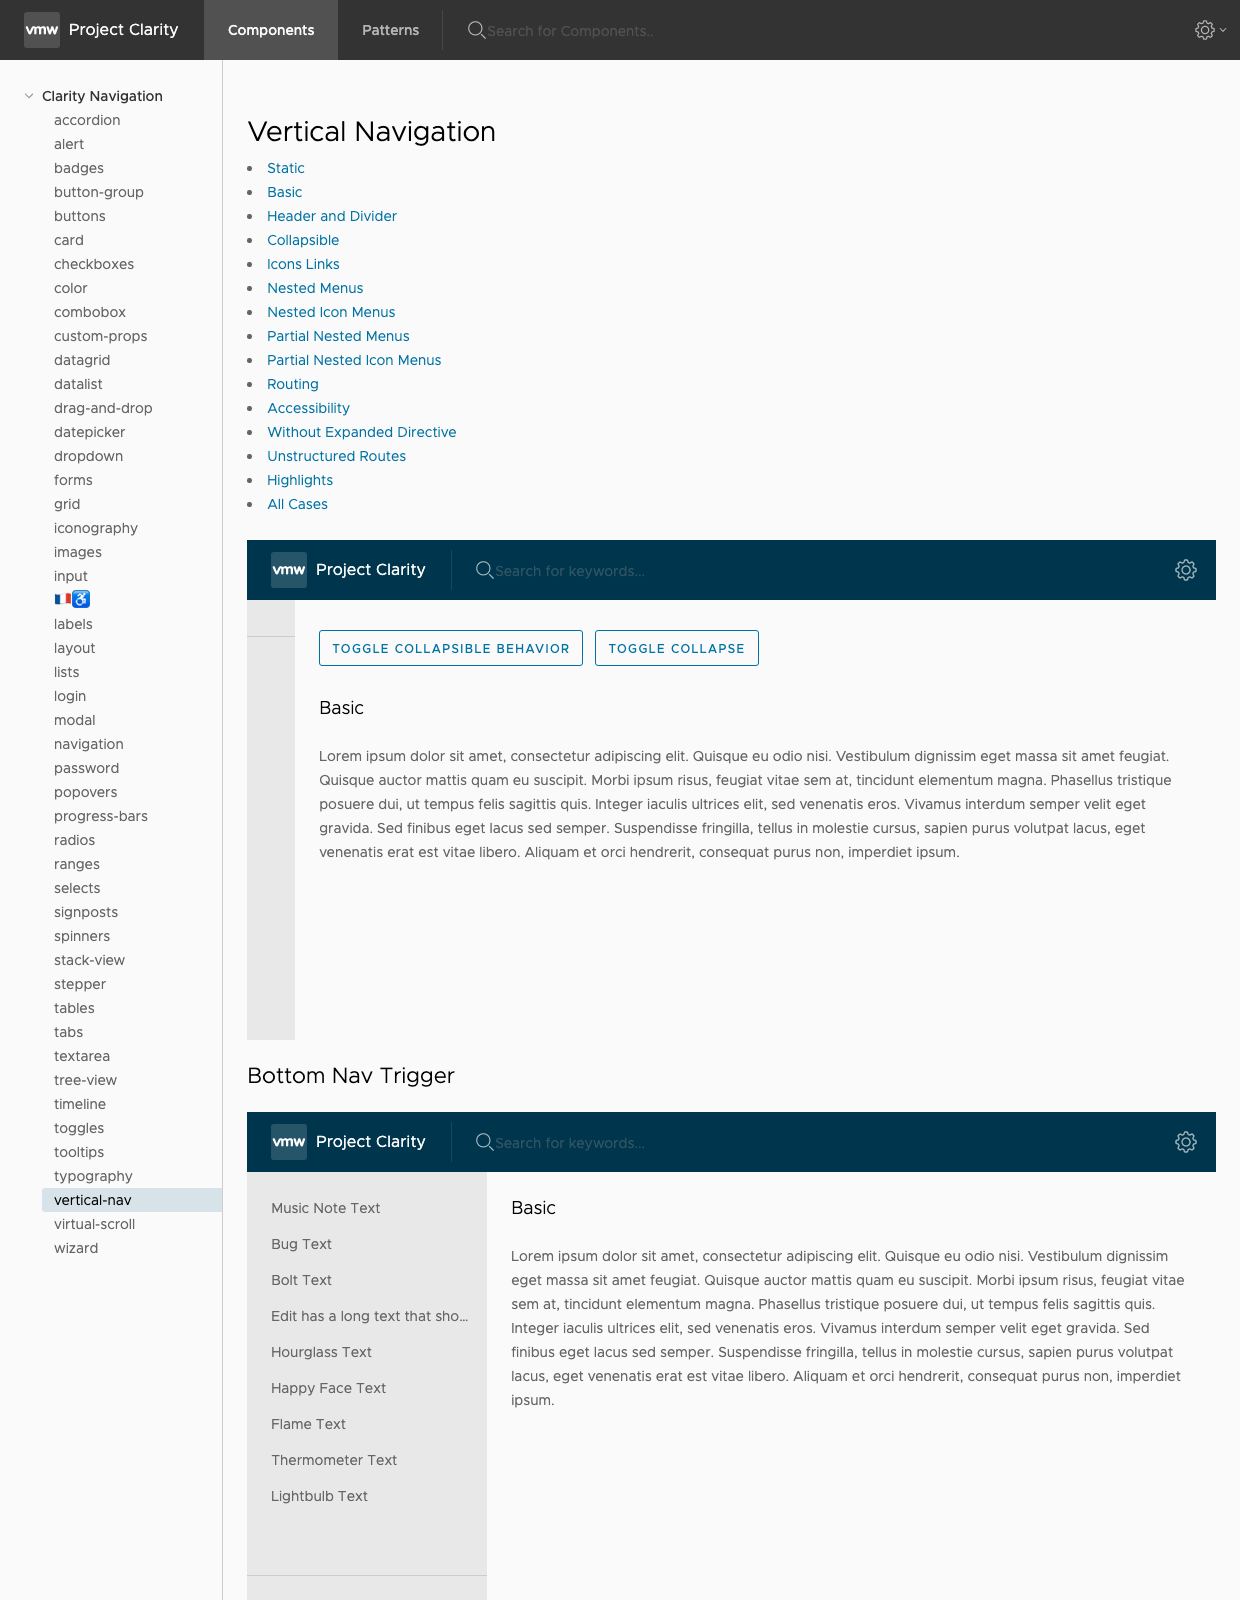 vmw Project Clarity Components Patterns Search for Components..
Clarity Navigation
accordion
alert
badges
button-group
buttons
card
checkboxes
color
combobox
custom-props
datagrid
datalist
drag-and-drop
datepicker
dropdown
forms
grid
iconography
images
input
🇫🇷♿
labels
layout
lists
login
modal
navigation
password
popovers
progress-bars
radios
ranges
selects
signposts
spinners
stack-view
stepper
tables
tabs
textarea
tree-view
timeline
toggles
tooltips
typography
vertical-nav
virtual-scroll
wizard
Vertical Navigation
Static
Basic
Header and Divider
Collapsible
Icons Links
Nested Menus
Nested Icon Menus
Partial Nested Menus
Partial Nested Icon Menus
Routing
Accessibility
Without Expanded Directive
Unstructured Routes
Highlights
All Cases
vmw Project Clarity Search for keywords...
TOGGLE COLLAPSIBLE BEHAVIOR TOGGLE COLLAPSE
Basic
Lorem ipsum dolor sit amet, consectetur adipiscing elit. Quisque eu odio nisi. Vestibulum dignissim eget massa sit amet feugiat.
Quisque auctor mattis quam eu suscipit. Morbi ipsum risus, feugiat vitae sem at, tincidunt elementum magna. Phasellus tristique
posuere dui, ut tempus felis sagittis quis. Integer iaculis ultrices elit, sed venenatis eros. Vivamus interdum semper velit eget
gravida. Sed finibus eget lacus sed semper. Suspendisse fringilla, tellus in molestie cursus, sapien purus volutpat lacus, eget
venenatis erat est vitae libero. Aliquam et orci hendrerit, consequat purus non, imperdiet ipsum.
Bottom Nav Trigger
vmw Project Clarity Search for keywords...
Music Note Text
Bug Text
Bolt Text
Edit has a long text that sho...
Hourglass Text
Happy Face Text
Flame Text
Thermometer Text
Lightbulb Text
Basic
Lorem ipsum dolor sit amet, consectetur adipiscing elit. Quisque eu odio nisi. Vestibulum dignissim
eget massa sit amet feugiat. Quisque auctor mattis quam eu suscipit. Morbi ipsum risus, feugiat vitae
sem at, tincidunt elementum magna. Phasellus tristique posuere dui, ut tempus felis sagittis quis.
Integer iaculis ultrices elit, sed venenatis eros. Vivamus interdum semper velit eget gravida. Sed
finibus eget lacus sed semper. Suspendisse fringilla, tellus in molestie cursus, sapien purus volutpat
lacus, eget venenatis erat est vitae libero. Aliquam et orci hendrerit, consequat purus non, imperdiet
ipsum.